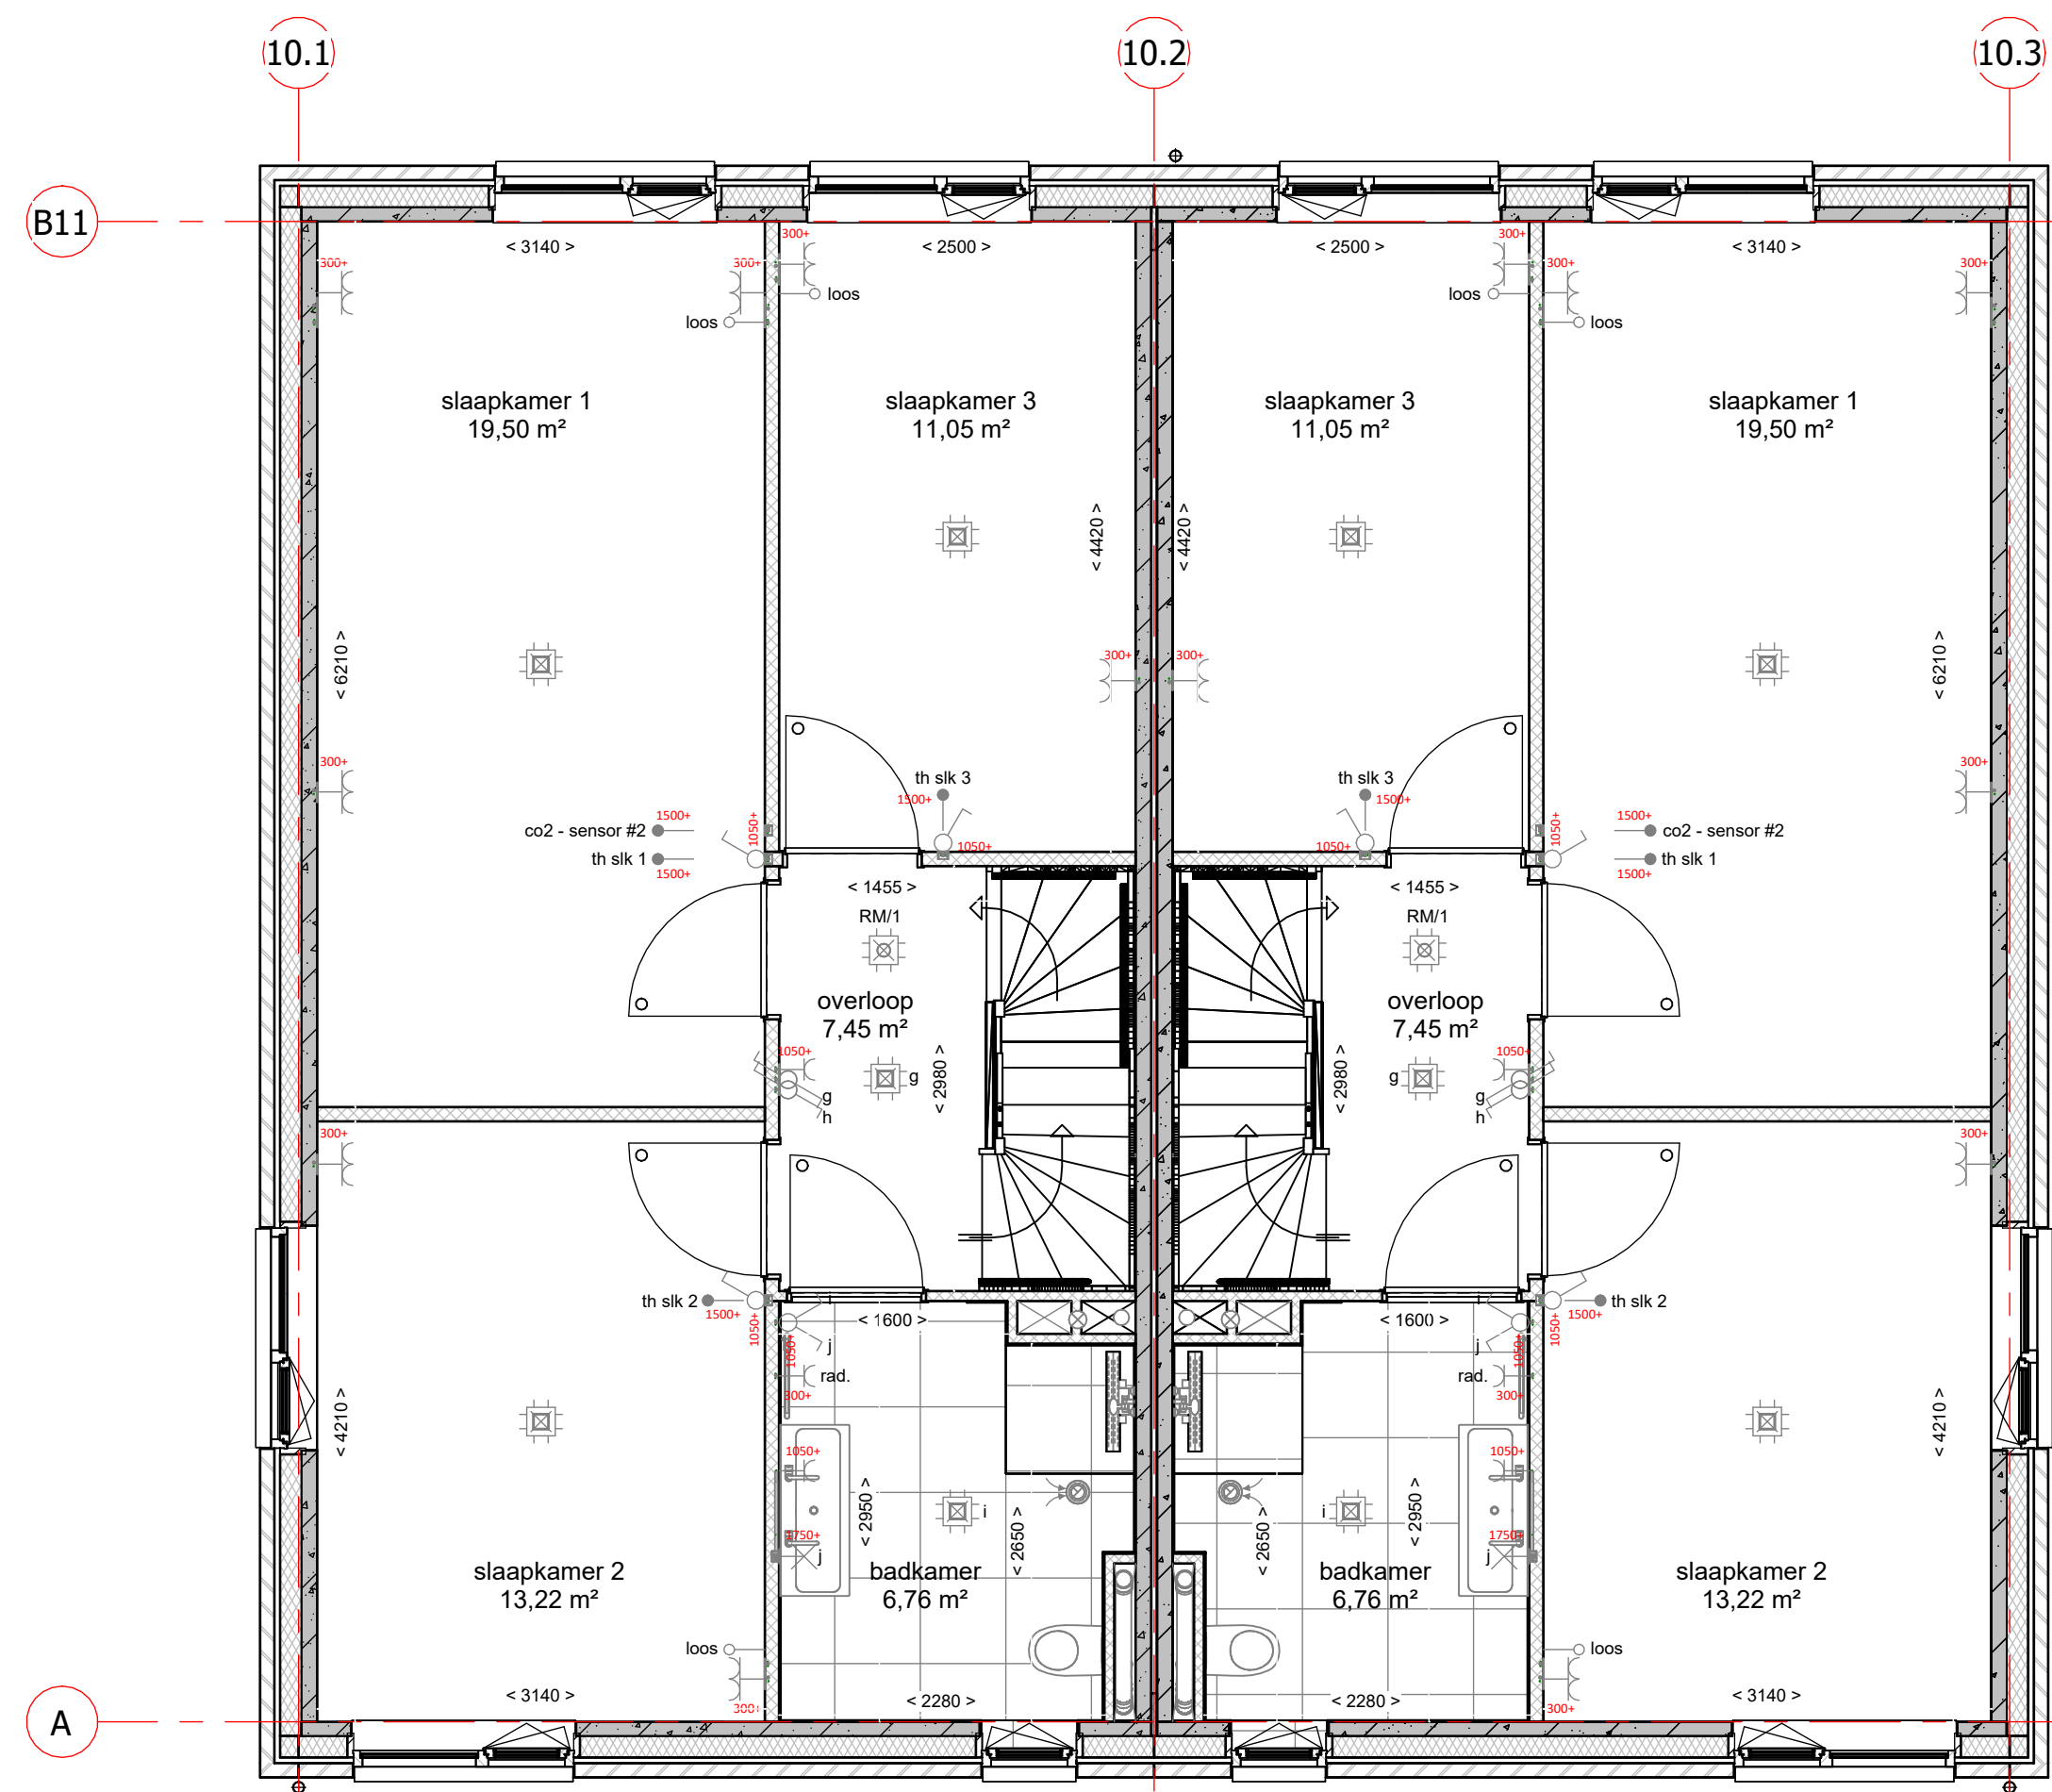 10.1
10.2
10.3
B11
< 3140 >
300+
< 2500 >
< 2500 >
300+
< 3140 >
300+
300+
300+
300+
loos
loos
loos
loos
slaapkamer 1
19,50 m²
slaapkamer 3
11,05 m²
slaapkamer 3
11,05 m²
slaapkamer 1
19,50 m²
< 4420 >
< 4420 >
< 6210 >
300+
300+
< 6210 >
300+
th slk 3
th slk 3
300+
1500+
1500+
1500+
co2 - sensor #2
1050+
1050+
1050+
1050+
1500+
co2 - sensor #2
th slk 1
1500+
th slk 1
1500+
< 1455 >
RM/1
< 1455 >
RM/1
overloop
7,45 m²
overloop
7,45 m²
1050+
g
< 2980 >
< 2980 >
g
1050+
g
h
g
h
300+
300+
th slk 2
1500+
1050+
i
< 1600 >
< 1600 >
i
1050+
1500+
th slk 2
j
1050+
j
1050+
rad.
300+
rad.
300+
< 4210 >
< 4210 >
1050+
1050+
< 2950 >
i
< 2650 >
< 2650 >
i
< 2950 >
1750+
j
1750+
j
slaapkamer 2
13,22 m²
badkamer
6,76 m²
badkamer
6,76 m²
slaapkamer 2
13,22 m²
loos
loos
< 3140 >
300+
< 2280 >
< 2280 >
300+
< 3140 >
A